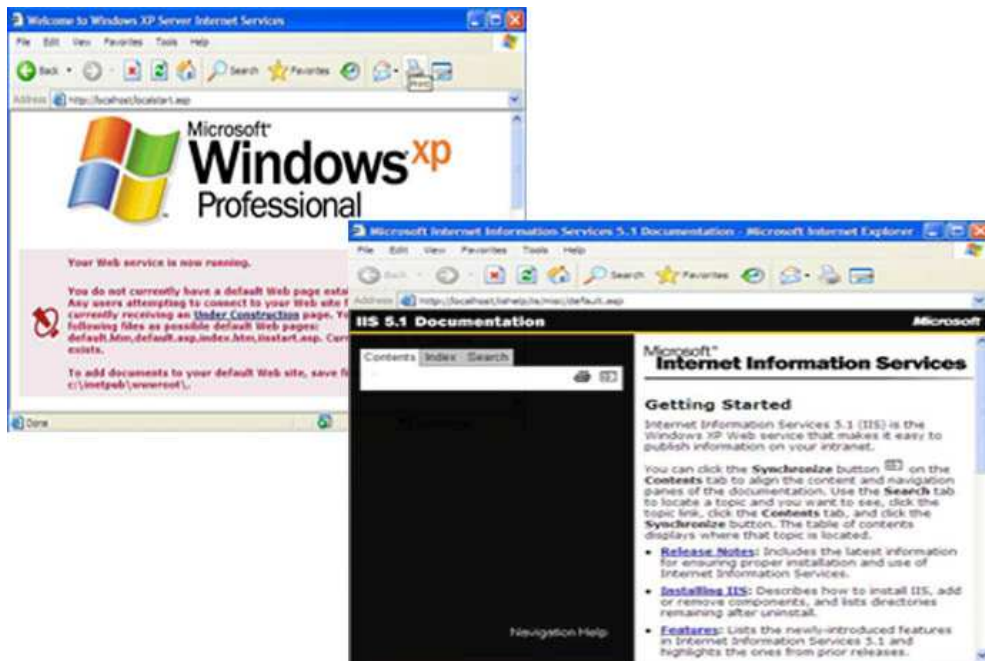 Welcome to Windows XP Server Internet Services
File Edit View Favorites Tools Help
Back Search Favorites
Print
Address http://localhost/localstart.asp
Microsoft
Windows xp
Professional
Your Web service is now running.
You do not currently have a default Web page estal
Any users attempting to connect to your Web site f
currently receiving an Under Construction page. Yo
following files as possible default Web pages:
default.htm,default.asp,index.htm,iisstart.asp. Curr
exists.
To add documents to your default Web site, save fi
c:\inetpub\wwwroot\.
Done
Microsoft Internet Information Services 5.1 Documentation - Microsoft Internet Explorer
File Edit View Favorites Tools Help
Back Search Favorites
Address http://localhost/iishelp/iis/misc/default.asp
IIS 5.1 Documentation Microsoft
Contents Index Search
Navigation Help
Microsoft
Internet Information Services
Getting Started
Internet Information Services 5.1 (IIS) is the
Windows XP Web service that makes it easy to
publish information on your intranet.
You can click the Synchronize button on the
Contents tab to align the content and navigation
panes of the documentation. Use the Search tab
to locate a topic and you want to see, click the
topic link, click the Contents tab, and click the
Synchronize button. The table of contents
displays where that topic is located.
• Release Notes: Includes the latest information
for ensuring proper installation and use of
Internet Information Services.
• Installing IIS: Describes how to install IIS, add
or remove components, and lists directories
remaining after uninstall.
• Features: Lists the newly-introduced features
in Internet Information Services 5.1 and
highlights the ones from prior releases.